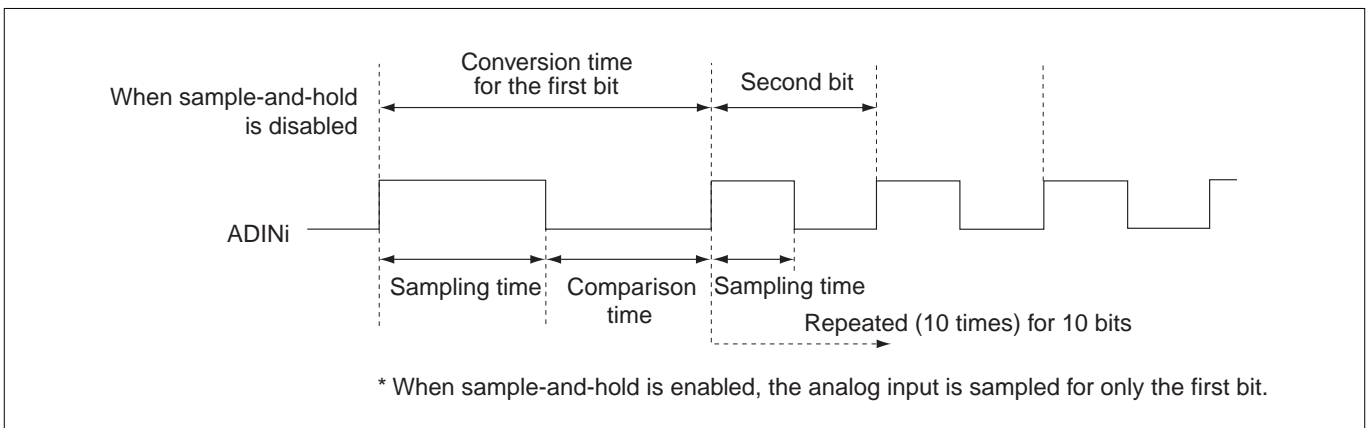 Conversion time
for the first bit
Second bit
When sample-and-hold
is disabled
ADINi
Sampling time
Comparison
time
Sampling time
Repeated (10 times) for 10 bits
* When sample-and-hold is enabled, the analog input is sampled for only the first bit.